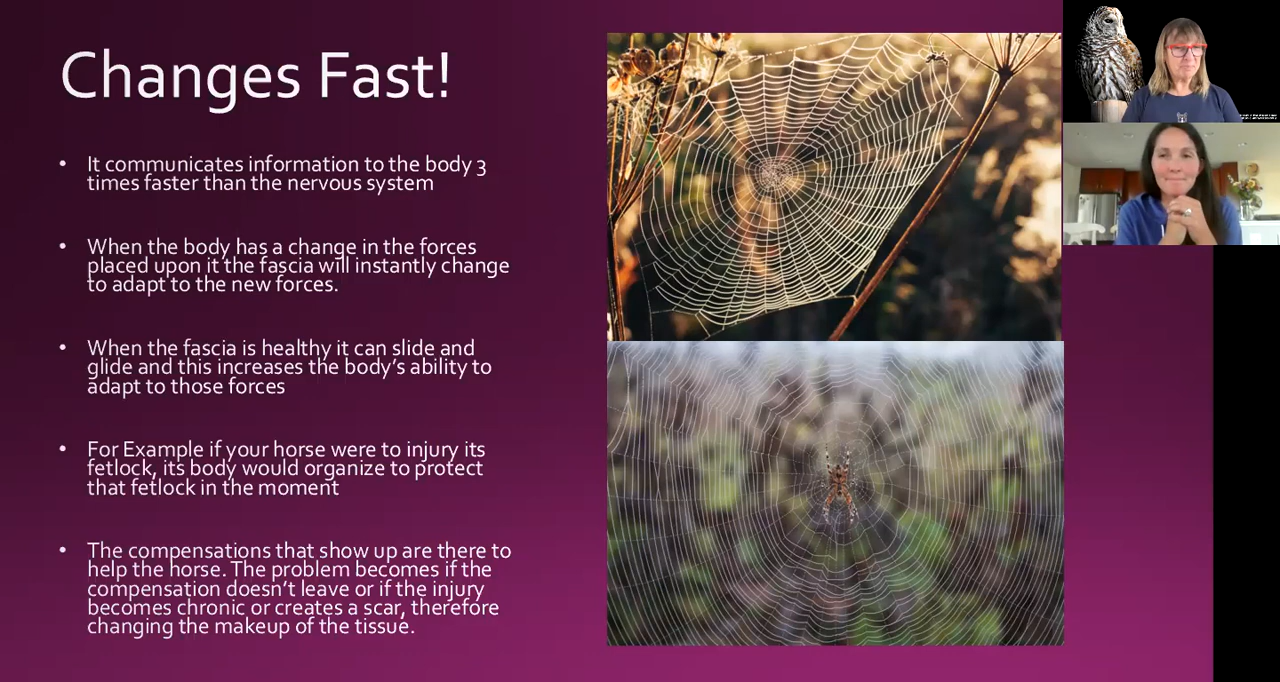 Changes Fast!
• It communicates information to the body 3
times faster than the nervous system
• When the body has a change in the forces
placed upon it the fascia will instantly change
to adapt to the new forces.
• When the fascia is healthy it can slide and
glide and this increases the body's ability to
adapt to those forces
• For Example if your horse were to injury its
fetlock, its body would organize to protect
that fetlock in the moment
• The compensations that show up are there to
help the horse. The problem becomes if the
compensation doesn't leave or if the injury
becomes chronic or creates a scar, therefore
changing the makeup of the tissue.